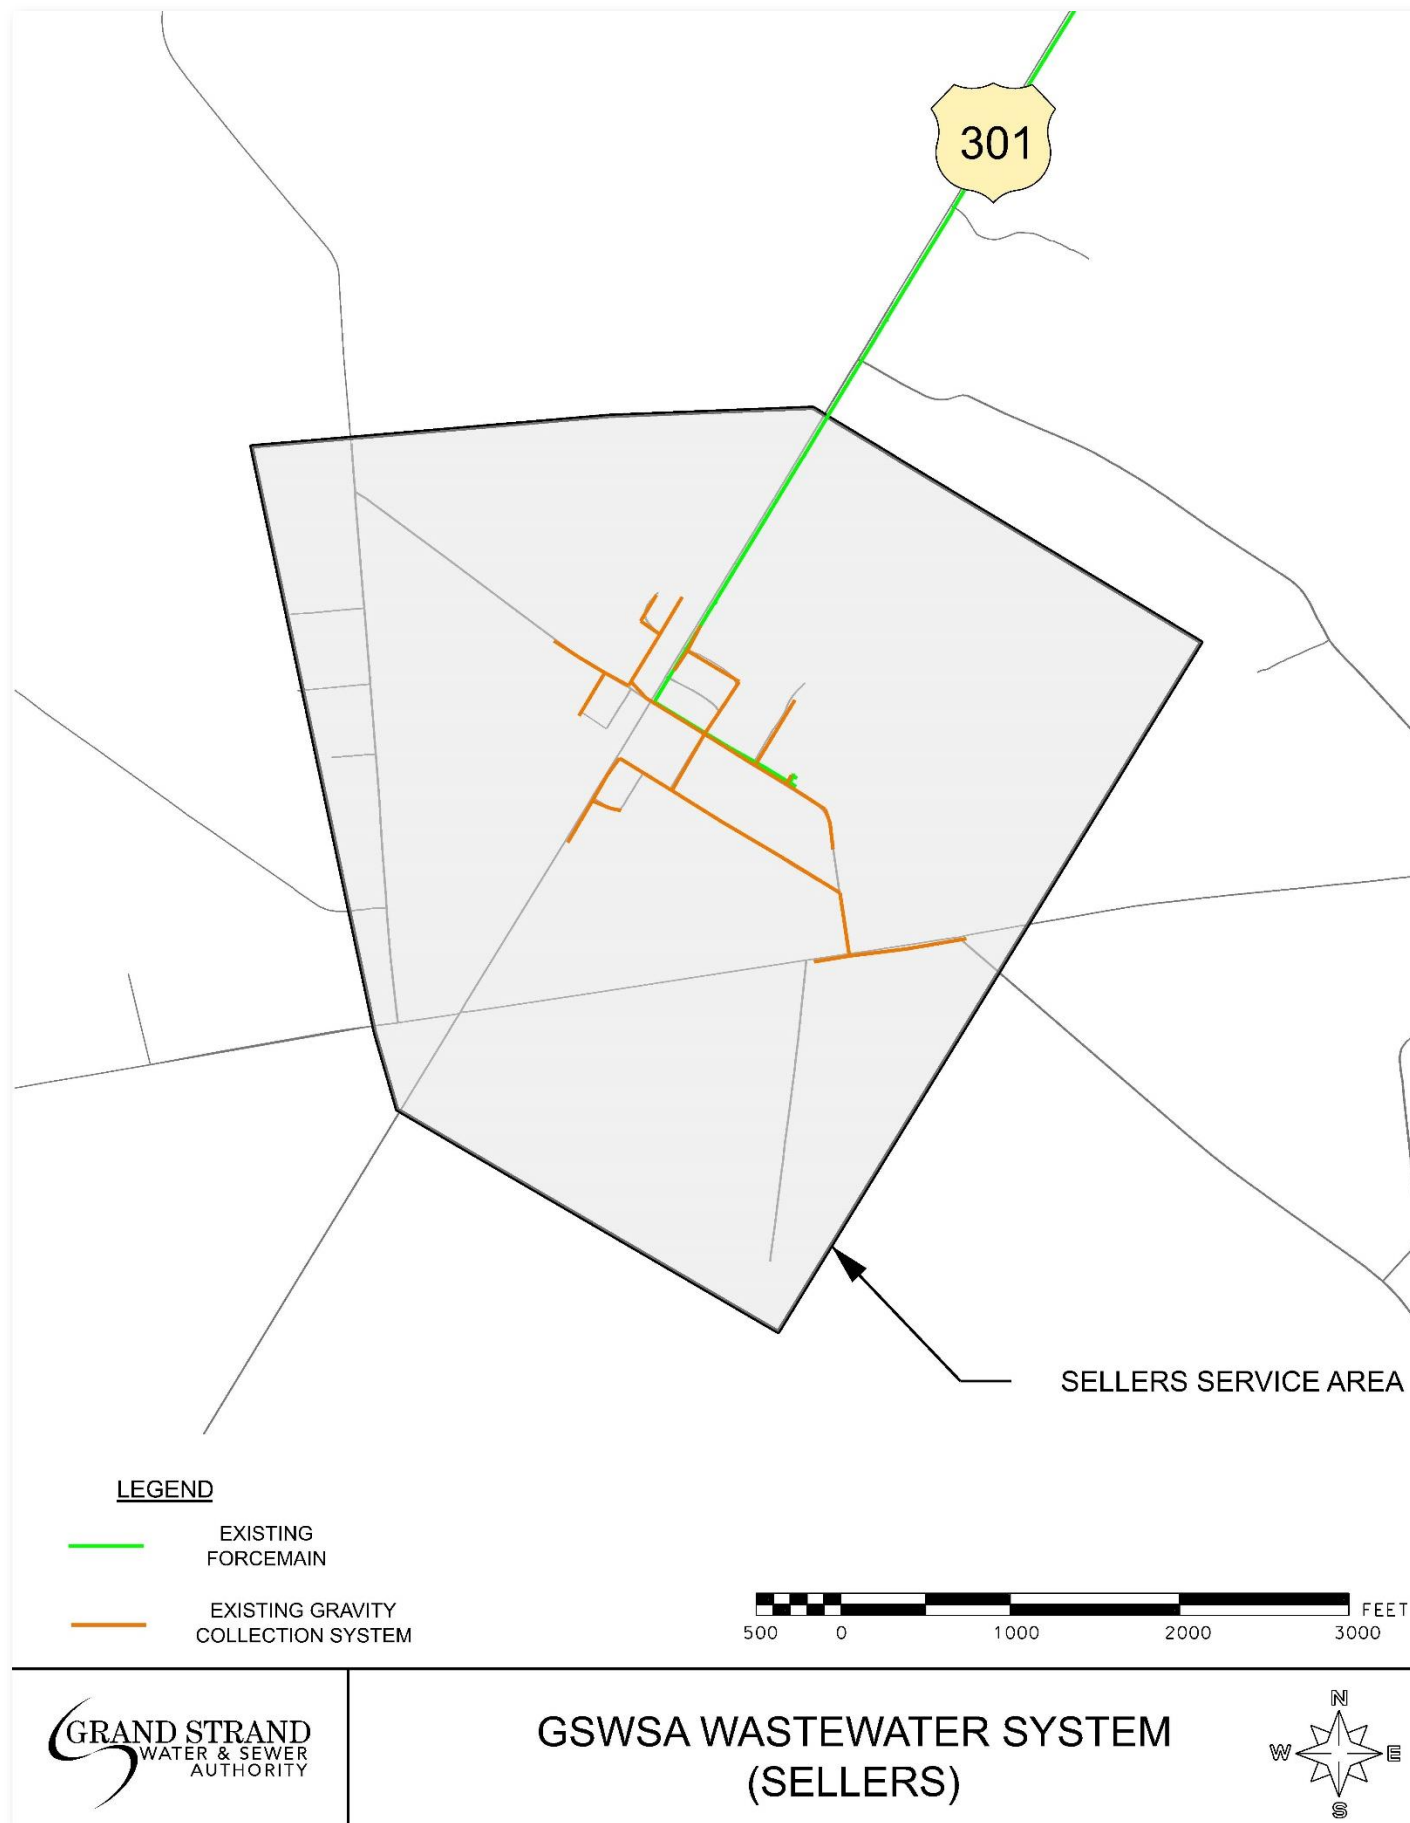 301
SELLERS SERVICE AREA
LEGEND
EXISTING
FORCEMAIN
EXISTING GRAVITY
COLLECTION SYSTEM
FEET
500 0 1000 2000 3000
GRAND STRAND
WATER & SEWER
AUTHORITY
GSWSA WASTEWATER SYSTEM
(SELLERS)
N
W E
S